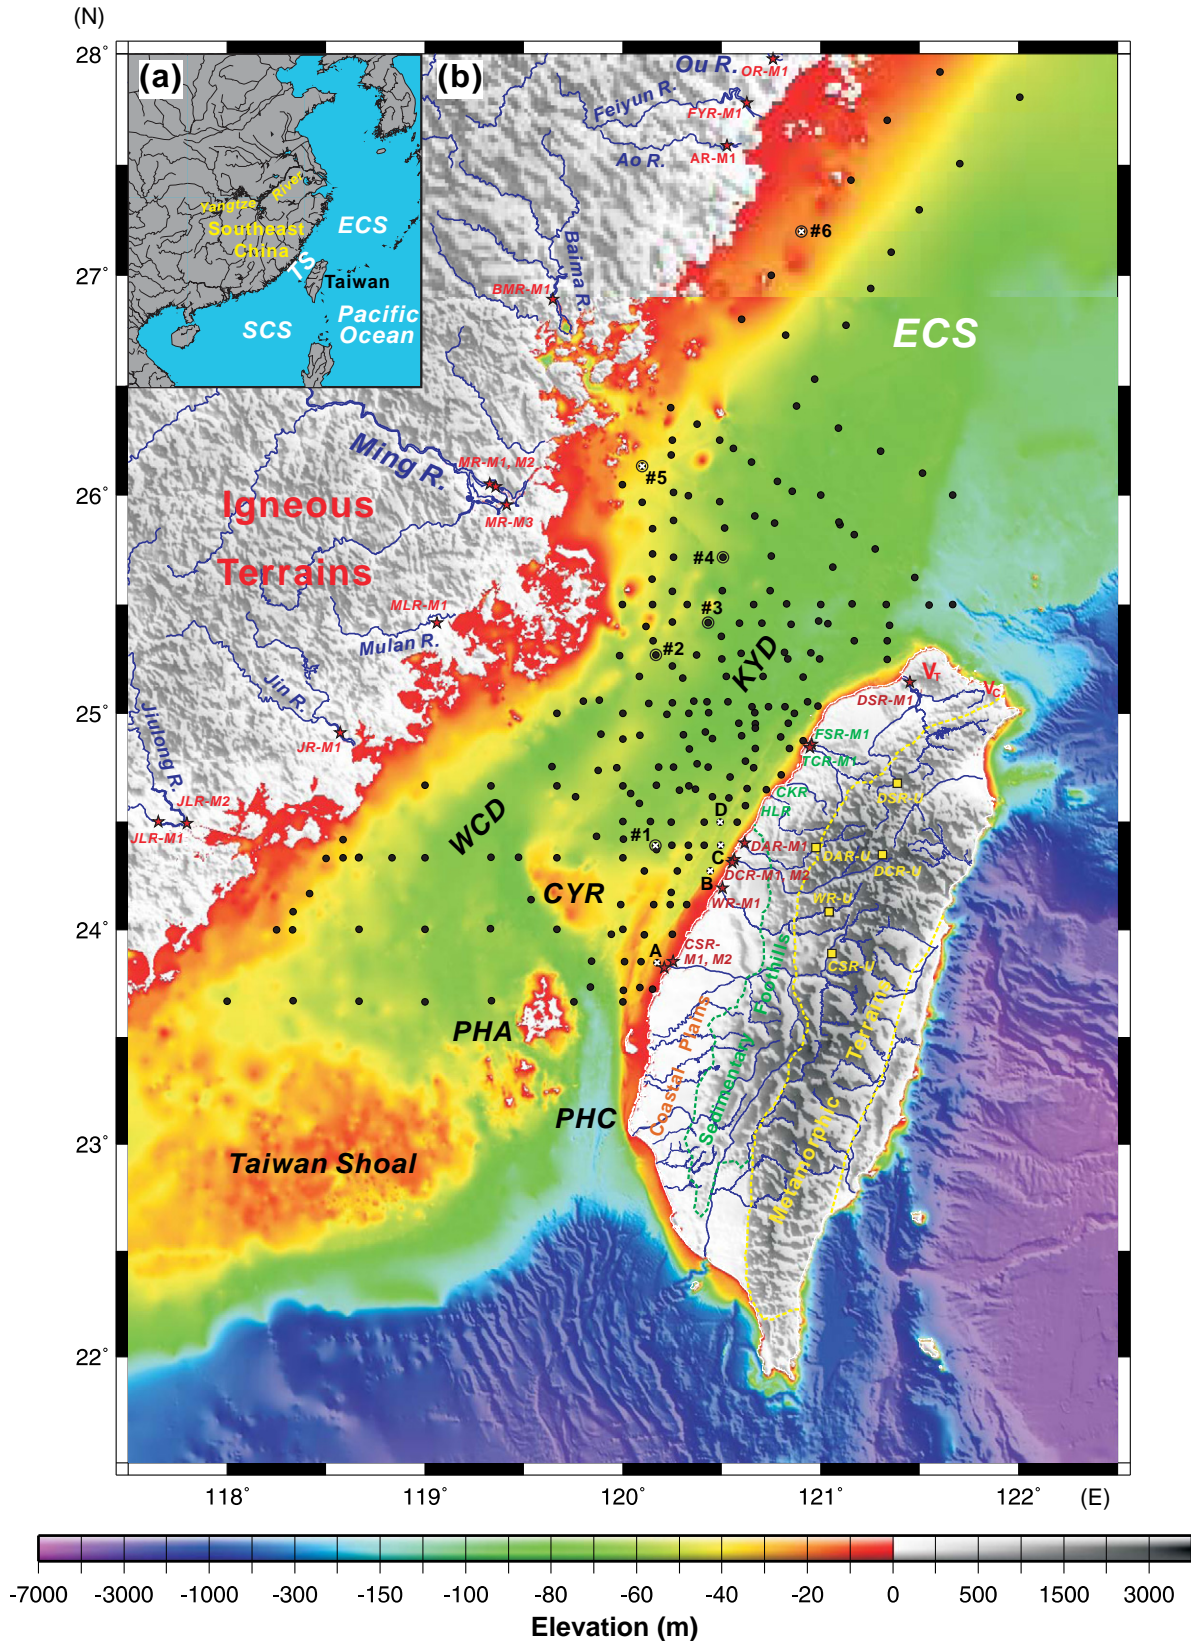 (N)
28°
27°
26°
25°
24°
23°
22°
118°
119°
120°
121°
122°
(E)
(a)
Yangtze
River
Southeast
China
ECS
TS
Taiwan
SCS
Pacific
Ocean
(b)
Ou R.
OR-M1
Feiyun R.
FYR-M1
Ao R.
AR-M1
#6
Baima R.
BMR-M1
ECS
Ming R.
MR-M1, M2
#5
Igneous
MR-M3
#4
Terrains
MLR-M1
#3
Mulan R.
#2
KYD
Jin R.
VT
VC
DSR-M1
Jiulong R.
JR-M1
FSR-M1
TCR-M1
DSR-U
JLR-M2
CKR
WCD
D
HLR
JLR-M1
#1
DAR-M1
DAR-U
C
DCR-M1, M2
DCR-U
B
CYR
WR-M1
WR-U
A
CSR-
M1, M2
CSR-U
Foothills
Plains
PHA
Terrains
Sedimentary
Coastal
PHC
Taiwan Shoal
Metamorphic
-7000
-3000
-1000
-300
-150
-100
-80
-60
-40
-20
0
500
1500
3000
Elevation (m)